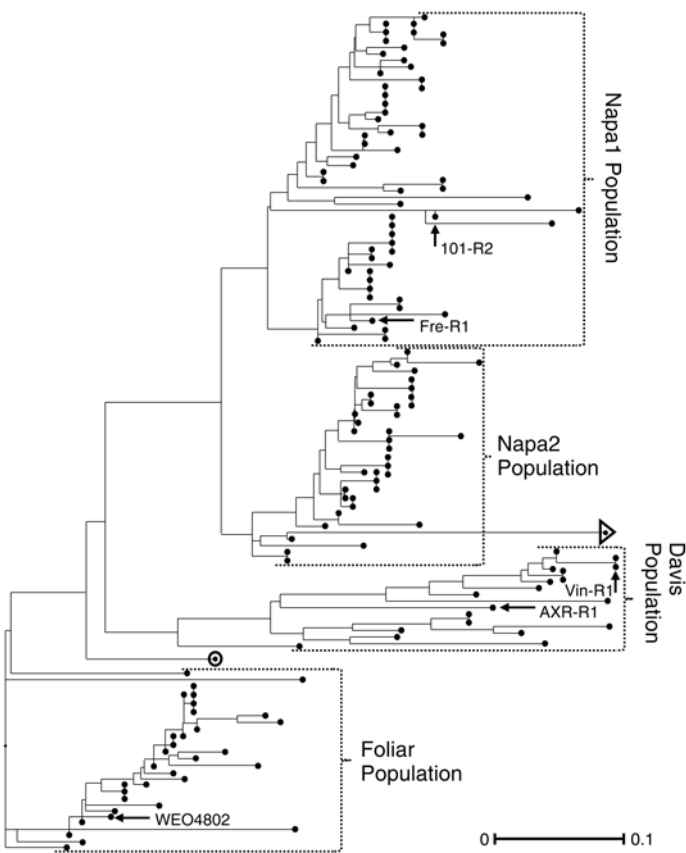 Napa1 Population
101-R2
Fre-R1
Napa2
Population
Davis
Population
Vin-R1
AXR-R1
Foliar
Population
WEO4802
0
0.1